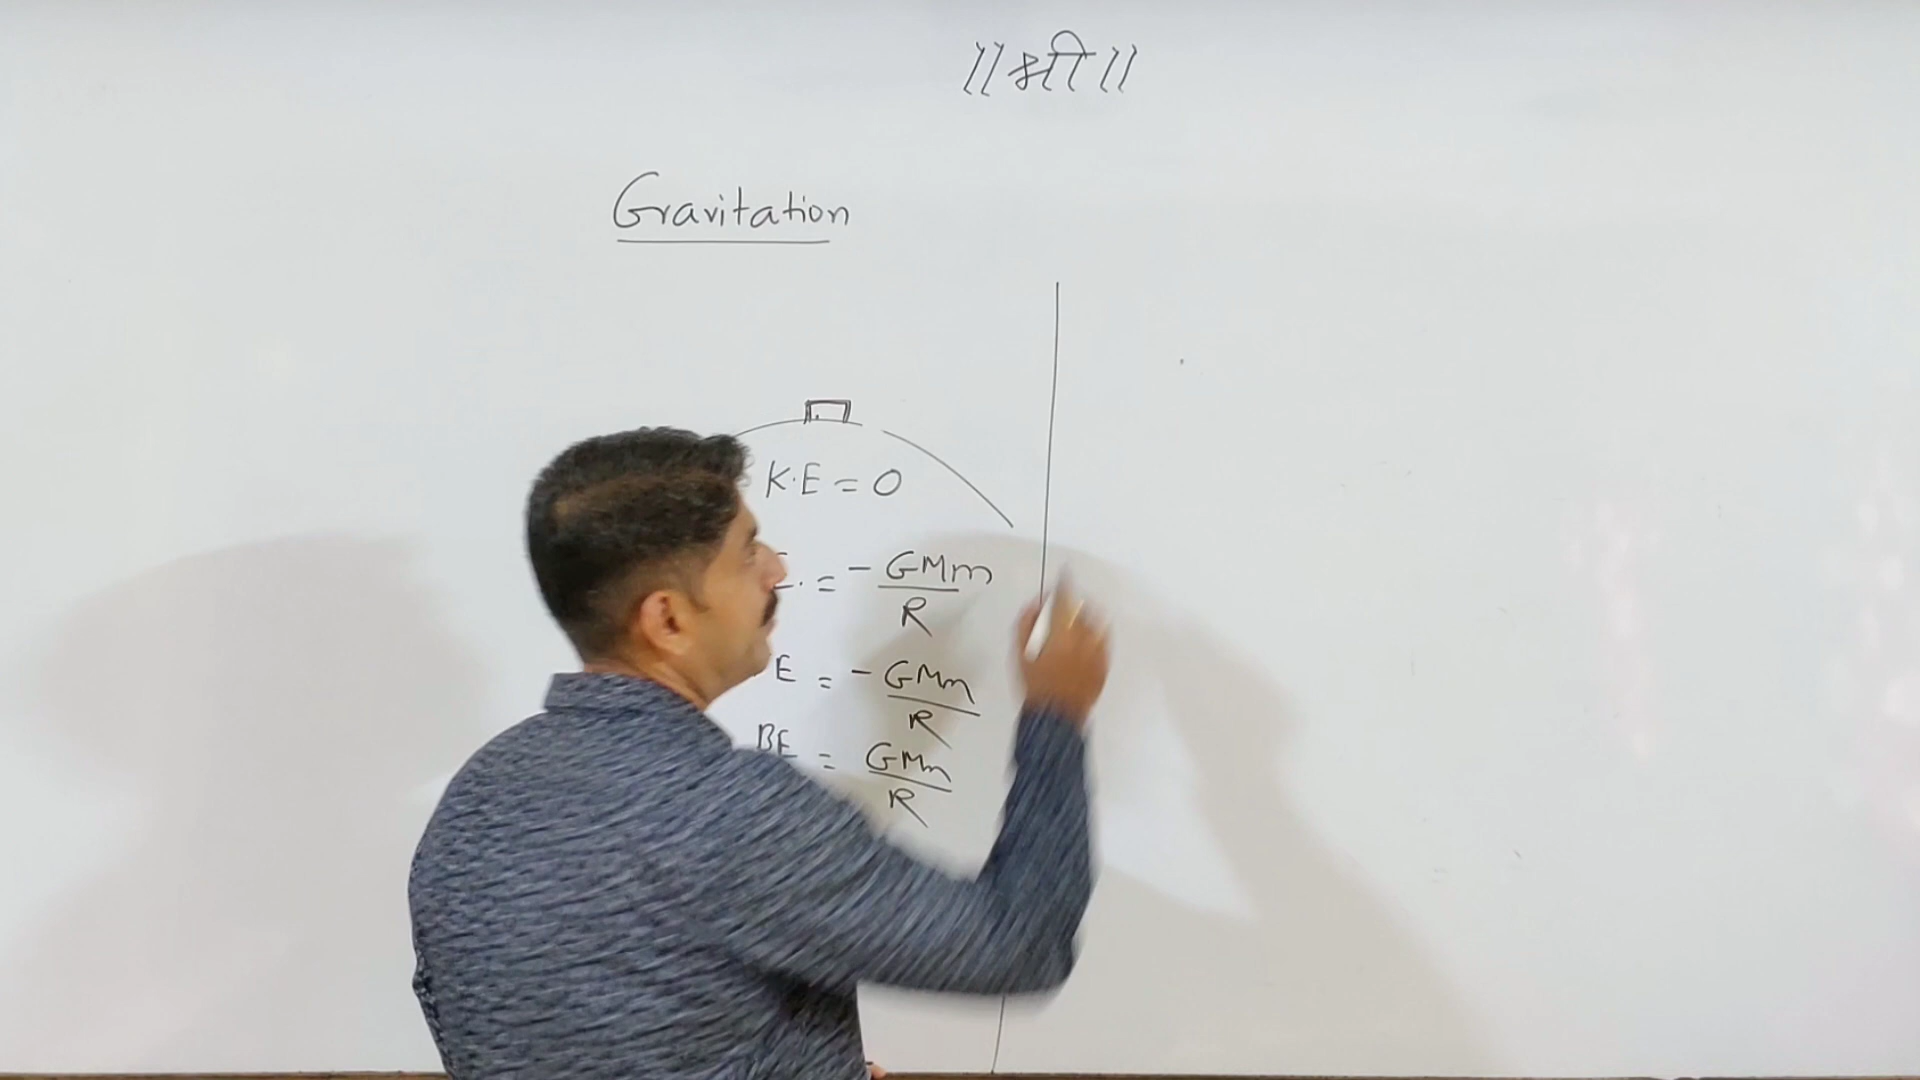 ॥ श्री ॥
Gravitation
K.E = 0
. = - GMm / R
E = - GMm / R
BE = GMm / R